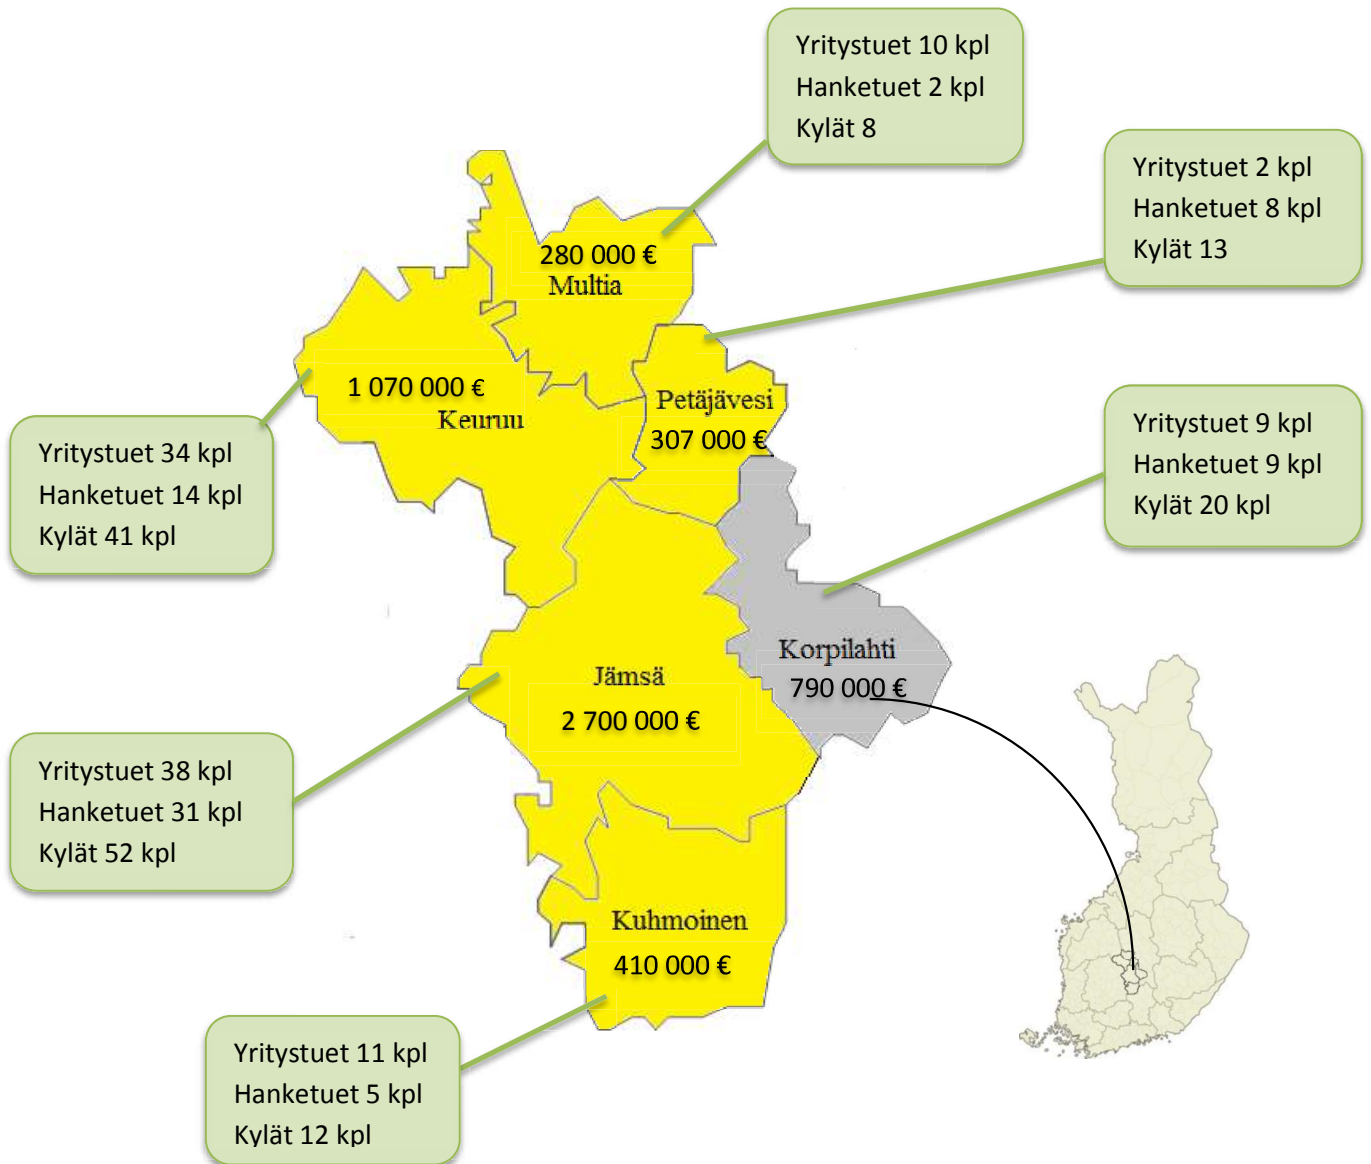 Yritystuet 10 kpl
Hanketuet 2 kpl
Kylät 8
Yritystuet 2 kpl
Hanketuet 8 kpl
Kylät 13
280 000 €
Multia
1 070 000 €
Keuruu
Petäjävesi
307 000 €
Yritystuet 34 kpl
Hanketuet 14 kpl
Kylät 41 kpl
Yritystuet 9 kpl
Hanketuet 9 kpl
Kylät 20 kpl
Korpilahti
790 000 €
Jämsä
2 700 000 €
Yritystuet 38 kpl
Hanketuet 31 kpl
Kylät 52 kpl
Kuhmoinen
410 000 €
Yritystuet 11 kpl
Hanketuet 5 kpl
Kylät 12 kpl